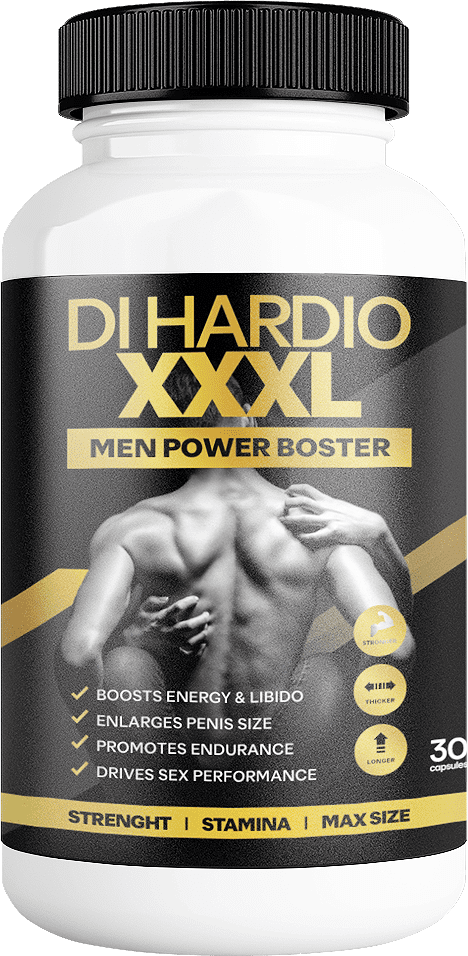 DI HARDIO
XXXL
MEN POWER BOSTER
BOOSTS ENERGY & LIBIDO
ENLARGES PENIS SIZE
PROMOTES ENDURANCE
DRIVES SEX PERFORMANCE
THICKER
LONGER
30
capsules
STRENGHT | STAMINA | MAX SIZE